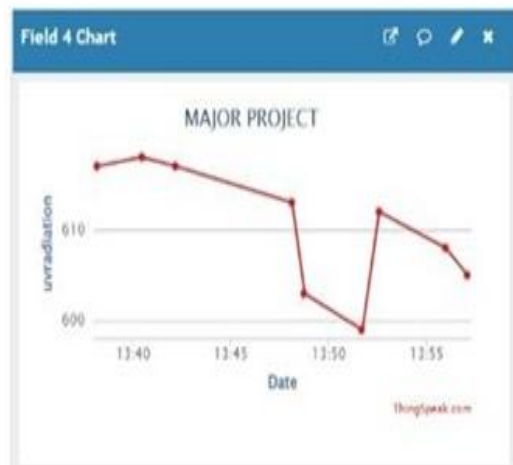 Field 4 Chart
MAJOR PROJECT
uvradiation
610
600
13:40 13:45 13:50 13:55
Date
ThingSpeak.com